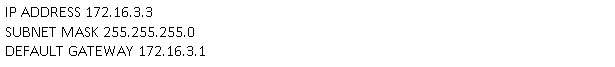 IP ADDRESS 172.16.3.3
SUBNET MASK 255.255.255.0
DEFAULT GATEWAY 172.16.3.1